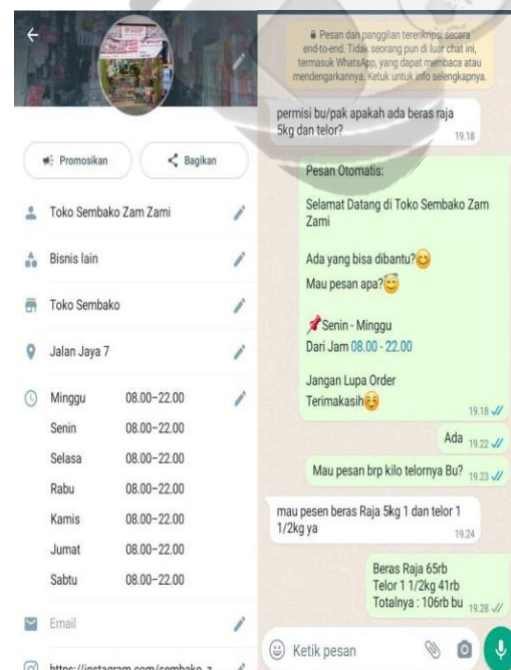 Promosikan
Bagikan
Toko Sembako Zam Zami
Bisnis lain
Toko Sembako
Jalan Jaya 7
Minggu 08.00–22.00
Senin 08.00–22.00
Selasa 08.00–22.00
Rabu 08.00–22.00
Kamis 08.00–22.00
Jumat 08.00–22.00
Sabtu 08.00–22.00
Email
https://instagram.com/sembako_z
Pesan dan panggilan terenkripsi secara
end-to-end. Tidak seorang pun di luar chat ini,
termasuk WhatsApp, yang dapat membaca atau
mendengarkannya. Ketuk untuk info selengkapnya.
permisi bu/pak apakah ada beras raja
5kg dan telor?
19.18
Pesan Otomatis:
Selamat Datang di Toko Sembako Zam
Zami
Ada yang bisa dibantu?😊
Mau pesan apa?😇
📌Senin - Minggu
Dari Jam 08.00 - 22.00
Jangan Lupa Order
Terimakasih😊
19.18
Ada 19.22
Mau pesan brp kilo telornya Bu? 19.23
mau pesen beras Raja 5kg 1 dan telor 1
1/2kg ya
19.24
Beras Raja 65rb
Telor 1 1/2kg 41rb
Totalnya : 106rb bu 19.28
Ketik pesan